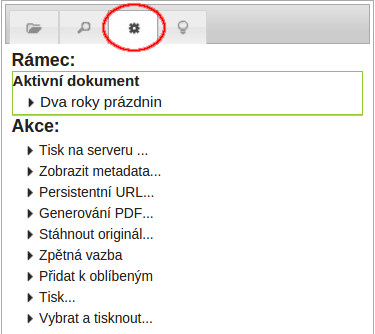 Rámec:
Aktivní dokument
Dva roky prázdnin
Akce:
Tisk na serveru ...
Zobrazit metadata...
Persistentní URL...
Generování PDF...
Stáhnout originál...
Zpětná vazba
Přidat k oblíbeným
Tisk...
Vybrat a tisknout...